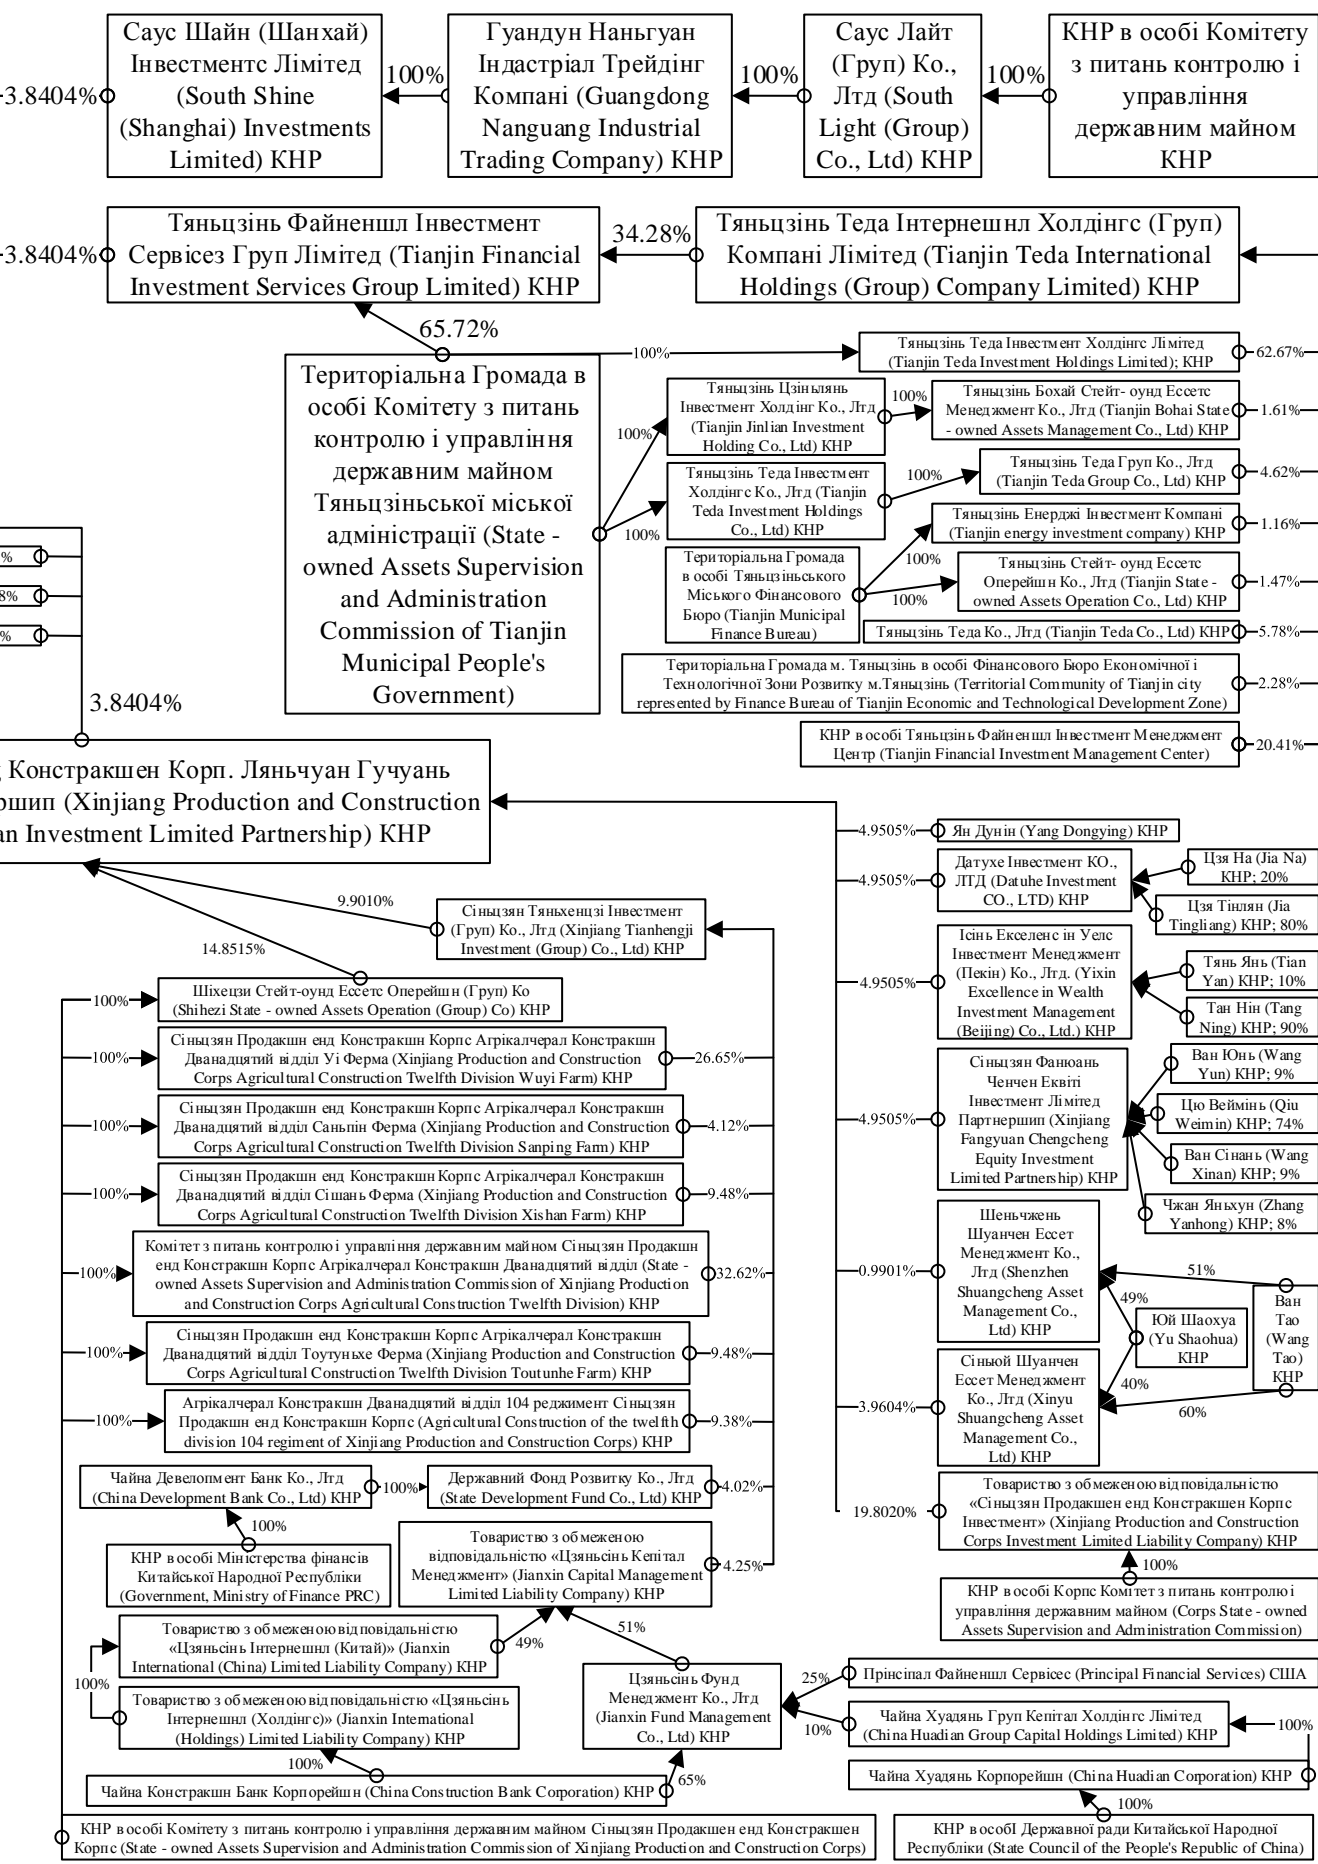 Саус Шайн (Шанхай)
Інвестментс Лімітед
(South Shine
(Shanghai) Investments
Limited) КНР
Гуандун Наньгуан
Індастріал Трейдінг
Компані (Guangdong
Nanguang Industrial
Trading Company) КНР
Саус Лайт
(Груп) Ко.,
Лтд (South
Light (Group)
Co., Ltd) КНР
КНР в особі Комітету
з питань контролю і
управління
державним майном
КНР
3.8404%
100%
100%
100%
Тяньцзінь Файненшл Інвестмент
Сервісез Груп Лімітед (Tianjin Financial
Investment Services Group Limited) КНР
3.8404%
34.28%
Тяньцзінь Теда Інтернешнл Холдінгс (Груп)
Компані Лімітед (Tianjin Teda International
Holdings (Group) Company Limited) КНР
65.72%
Територіальна Громада в
особі Комітету з питань
контролю і управління
державним майном
Тяньцзіньської міської
адміністрації (State -
owned Assets Supervision
and Administration
Commission of Tianjin
Municipal People's
Government)
100%
Тяньцзінь Теда Інвестмент Холдінгс Лімітед
(Tianjin Teda Investment Holdings Limited); КНР
62.67%
100%
Тяньцзінь Цзіньлянь
Інвестмент Холдінг Ко., Лтд
(Tianjin Jinlian Investment
Holding Co., Ltd) КНР
100%
Тяньцзінь Бохай Стейт- оунд Ессетс
Менеджмент Ко., Лтд (Tianjin Bohai State
- owned Assets Management Co., Ltd) КНР
1.61%
100%
Тяньцзінь Теда Інвестмент
Холдінгс Ко., Лтд (Tianjin
Teda Investment Holdings
Co., Ltd) КНР
100%
Тяньцзінь Теда Груп Ко., Лтд
(Tianjin Teda Group Co., Ltd) КНР
4.62%
Територіальна Громада
в особі Тяньцзіньського
Міського Фінансового
Бюро (Tianjin Municipal
Finance Bureau)
100%
Тяньцзінь Енерджі Інвестмент Компані
(Tianjin energy investment company) КНР
1.16%
100%
Тяньцзінь Стейт- оунд Ессетс
Оперейшн Ко., Лтд (Tianjin State -
owned Assets Operation Co., Ltd) КНР
1.47%
Тяньцзінь Теда Ко., Лтд (Tianjin Teda Co., Ltd) КНР
5.78%
Територіальна Громада м. Тяньцзінь в особі Фінансового Бюро Економічної і
Технологічної Зони Розвитку м.Тяньцзінь (Territorial Community of Tianjin city
represented by Finance Bureau of Tianjin Economic and Technological Development Zone)
2.28%
КНР в особі Тяньцзінь Файненшл Інвестмент Менеджмент
Центр (Tianjin Financial Investment Management Center)
20.41%
%
8%
%
3.8404%
Констракшен Корп. Ляньчуан Гучуань
(Xinjiang Production and Construction
Investment Limited Partnership) КНР
9.9010%
14.8515%
Сіньцзян Тяньхенцзі Інвестмент
(Груп) Ко., Лтд (Xinjiang Tianhengji
Investment (Group) Co., Ltd) КНР
100%
Шіхецзи Стейт-оунд Ессетс Оперейшн (Груп) Ко
(Shihezi State - owned Assets Operation (Group) Co) КНР
100%
Сіньцзян Продакшн енд Констракшн Корпс Агрікалчерал Констракшн
Дванадцятий відділ Уі Ферма (Xinjiang Production and Construction
Corps Agricultural Construction Twelfth Division Wuyi Farm) КНР
26.65%
100%
Сіньцзян Продакшн енд Констракшн Корпс Агрікалчерал Констракшн
Дванадцятий відділ Саньпін Ферма (Xinjiang Production and Construction
Corps Agricultural Construction Twelfth Division Sanping Farm) КНР
4.12%
100%
Сіньцзян Продакшн енд Констракшн Корпс Агрікалчерал Констракшн
Дванадцятий відділ Сішань Ферма (Xinjiang Production and Construction
Corps Agricultural Construction Twelfth Division Xishan Farm) КНР
9.48%
100%
Комітет з питань контролю і управління державним майном Сіньцзян Продакшн
енд Констракшн Корпс Агрікалчерал Констракшн Дванадцятий відділ (State -
owned Assets Supervision and Administration Commission of Xinjiang Production
and Construction Corps Agricultural Construction Twelfth Division) КНР
32.62%
100%
Сіньцзян Продакшн енд Констракшн Корпс Агрікалчерал Констракшн
Дванадцятий відділ Тоутуньхе Ферма (Xinjiang Production and Construction
Corps Agricultural Construction Twelfth Division Toutunhe Farm) КНР
9.48%
100%
Агрікалчерал Констракшн Дванадцятий відділ 104 реджимент Сіньцзян
Продакшн енд Констракшн Корпс (Agricultural Construction of the twelfth
division 104 regiment of Xinjiang Production and Construction Corps) КНР
9.38%
Чайна Девелопмент Банк Ко., Лтд
(China Development Bank Co., Ltd) КНР
100%
Державний Фонд Розвитку Ко., Лтд
(State Development Fund Co., Ltd) КНР
4.02%
100%
КНР в особі Міністерства фінансів
Китайської Народної Республіки
(Government, Ministry of Finance PRC)
Товариство з обмеженою
відповідальністю «Цзяньсінь Кепітал
Менеджмент» (Jianxin Capital Management
Limited Liability Company) КНР
4.25%
Товариство з обмеженою відповідальністю
«Цзяньсінь Інтернешнл (Китай)» (Jianxin
International (China) Limited Liability Company) КНР
49%
51%
100%
Товариство з обмеженою відповідальністю «Цзяньсінь
Інтернешнл (Холдінгс)» (Jianxin International
(Holdings) Limited Liability Company) КНР
100%
Цзяньсінь Фунд
Менеджмент Ко., Лтд
(Jianxin Fund Management
Co., Ltd) КНР
65%
Чайна Констракшн Банк Корпорейшн (China Construction Bank Corporation) КНР
КНР в особі Комітету з питань контролю і управління державним майном Сіньцзян Продакшен енд Констракшен
Корпс (State - owned Assets Supervision and Administration Commission of Xinjiang Production and Construction Corps)
4.9505%
Ян Дунін (Yang Dongying) КНР
4.9505%
Датухе Інвестмент КО.,
ЛТД (Datuhe Investment
CO., LTD) КНР
Цзя На (Jia Na)
КНР; 20%
Цзя Тінлян (Jia
Tingliang) КНР; 80%
4.9505%
Ісінь Екселенс ін Уелс
Інвестмент Менеджмент
(Пекін) Ко., Лтд. (Yixin
Excellence in Wealth
Investment Management
(Beijing) Co., Ltd.) КНР
Тянь Янь (Tian
Yan) КНР; 10%
Тан Нін (Tang
Ning) КНР; 90%
4.9505%
Сіньцзян Фанюань
Ченчен Еквіті
Інвестмент Лімітед
Партнершип (Xinjiang
Fangyuan Chengcheng
Equity Investment
Limited Partnership) КНР
Ван Юнь (Wang
Yun) КНР; 9%
Цю Веймінь (Qiu
Weimin) КНР; 74%
Ван Сінань (Wang
Xinan) КНР; 9%
Чжан Яньхун (Zhang
Yanhong) КНР; 8%
0.9901%
Шеньчжень
Шуанчен Ессет
Менеджмент Ко.,
Лтд (Shenzhen
Shuangcheng Asset
Management Co.,
Ltd) КНР
51%
49%
Юй Шаохуа
(Yu Shaohua)
КНР
Ван
Тао
(Wang
Tao)
КНР
40%
60%
3.9604%
Сіньюй Шуанчен
Ессет Менеджмент
Ко., Лтд (Xinyu
Shuangcheng Asset
Management Co.,
Ltd) КНР
19.8020%
Товариство з обмеженою відповідальністю
«Сіньцзян Продакшен енд Констракшен Корпс
Інвестмент» (Xinjiang Production and Construction
Corps Investment Limited Liability Company) КНР
100%
КНР в особі Корпс Комітет з питань контролю і
управління державним майном (Corps State - owned
Assets Supervision and Administration Commission)
25%
Прінсіпал Файненшл Сервісес (Principal Financial Services) США
10%
Чайна Хуадянь Груп Кепітал Холдінгс Лімітед
(China Huadian Group Capital Holdings Limited) КНР
100%
Чайна Хуадянь Корпорейшн (China Huadian Corporation) КНР
100%
КНР в особІ Державної ради Китайської Народної
Республіки (State Council of the People's Republic of China)